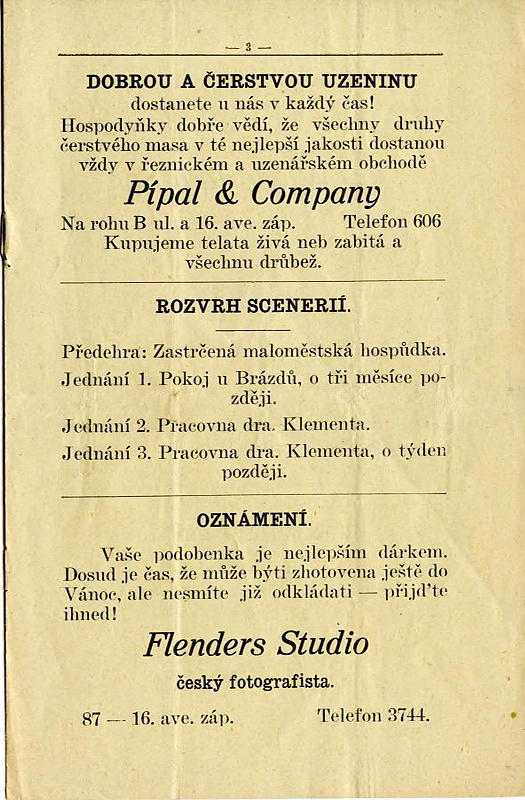 — 3 —
DOBROU A ČERSTVOU UZENINU
dostanete u nás v každý čas!
Hospodyňky dobře vědí, že všechny druhy
čerstvého masa v té nejlepší jakosti dostanou
vždy v řeznickém a uzenářském obchodě
Pípal & Company
Na rohu B ul. a 16. ave. záp. Telefon 606
Kupujeme telata živá neb zabitá a
všechnu drůbež.
ROZVRH SCENERIÍ.
Předehra: Zastrčená maloměstská hospůdka.
Jednání 1. Pokoj u Brázdů, o tři měsíce po-
zději.
Jednání 2. Pracovna dra. Klementa.
Jednání 3. Pracovna dra. Klementa, o týden
později.
OZNÁMENÍ.
Vaše podobenka je nejlepším dárkem.
Dosud je čas, že může býti zhotovena ještě do
Vánoc, ale nesmíte již odkládati — přijd'te
ihned!
Flenders Studio
český fotografista.
87 — 16. ave. záp. Telefon 3744.